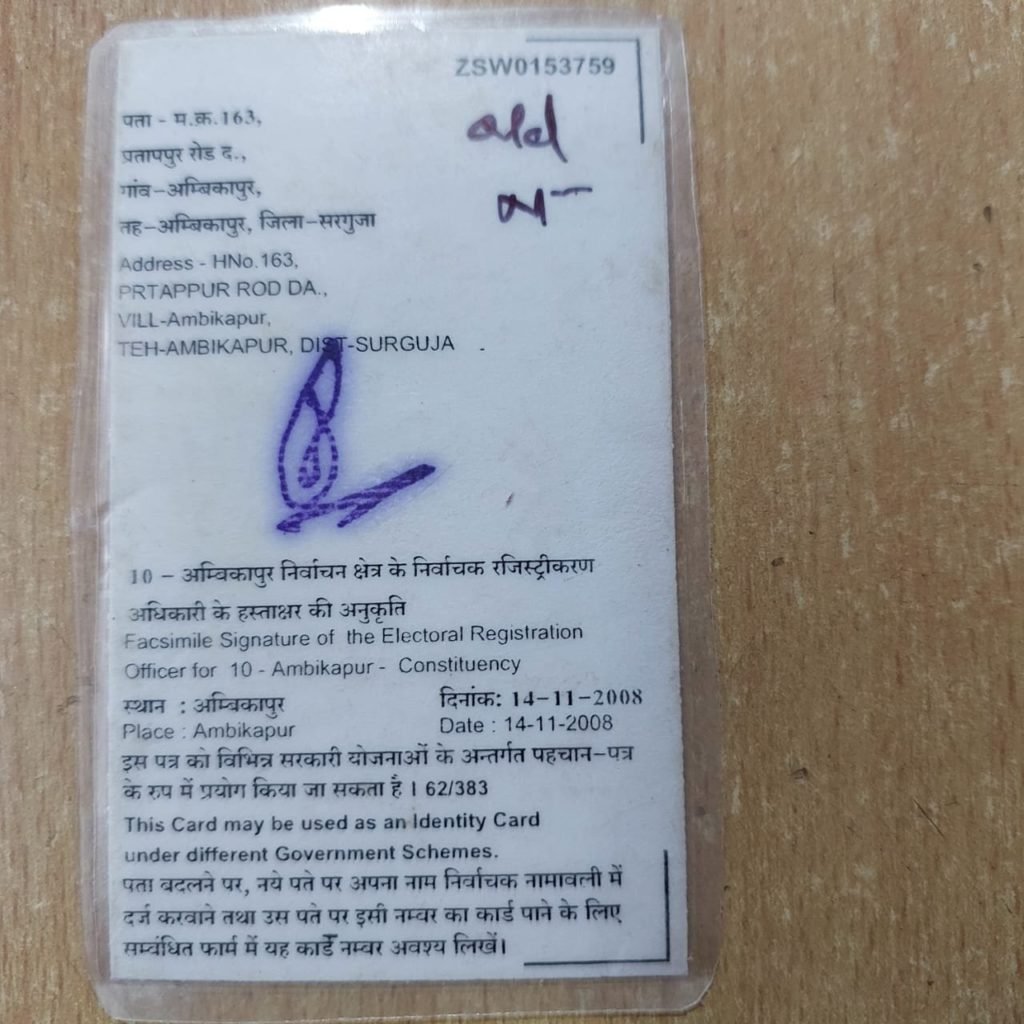 ZSW0153759
पता - म.क्र.163,
प्रतापपुर रोड द.,
गांव-अम्बिकापुर,
तह-अम्बिकापुर, जिला-सरगुजा
Address - HNo.163,
PRTAPPUR ROD DA.,
VILL-Ambikapur,
TEH-AMBIKAPUR, DIST-SURGUJA
10 - अम्बिकापुर निर्वाचन क्षेत्र के निर्वाचक रजिस्ट्रीकरण
अधिकारी के हस्ताक्षर की अनुकृति
Facsimile Signature of the Electoral Registration
Officer for 10 - Ambikapur - Constituency
स्थान : अम्बिकापुर दिनांक: 14-11-2008
Place : Ambikapur Date : 14-11-2008
इस पत्र को विभिन्न सरकारी योजनाओं के अन्तर्गत पहचान-पत्र
के रुप में प्रयोग किया जा सकता है । 62/383
This Card may be used as an Identity Card
under different Government Schemes.
पता बदलने पर, नये पते पर अपना नाम निर्वाचक नामावली में
दर्ज करवाने तथा उस पते पर इसी नम्बर का कार्ड पाने के लिए
सम्बंधित फार्म में यह कार्ड नम्बर अवश्य लिखें।